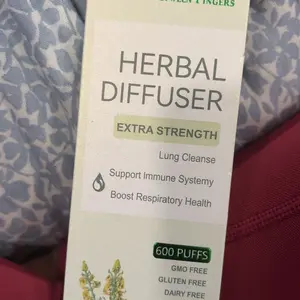 FINGERS
HERBAL
DIFFUSER
EXTRA STRENGTH
Lung Cleanse
Support Immune Systemy
Boost Respiratory Health
600 PUFFS
GMO FREE
GLUTEN FREE
DAIRY FREE